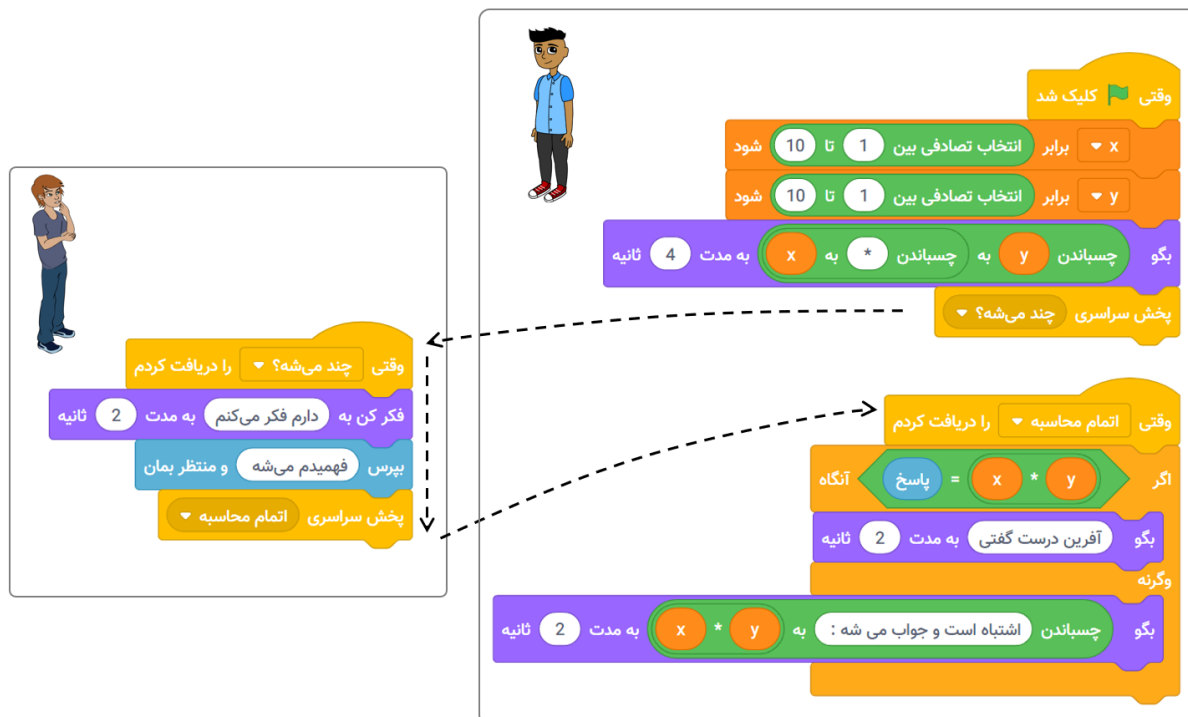 وقتی کلیک شد
x برابر انتخاب تصادفی بین 1 تا 10 شود
y برابر انتخاب تصادفی بین 1 تا 10 شود
بگو چسباندن y به چسباندن * به x به مدت 4 ثانیه
پخش سراسری چند می‌شه؟
وقتی چند می‌شه؟ را دریافت کردم
فکر کن به دارم فکر می‌کنم به مدت 2 ثانیه
بپرس فهمیدم می‌شه و منتظر بمان
پخش سراسری اتمام محاسبه
وقتی اتمام محاسبه را دریافت کردم
اگر y * x = پاسخ آنگاه
بگو آفرین درست گفتی به مدت 2 ثانیه
وگرنه
بگو چسباندن اشتباه است و جواب می شه : به y * x به مدت 2 ثانیه